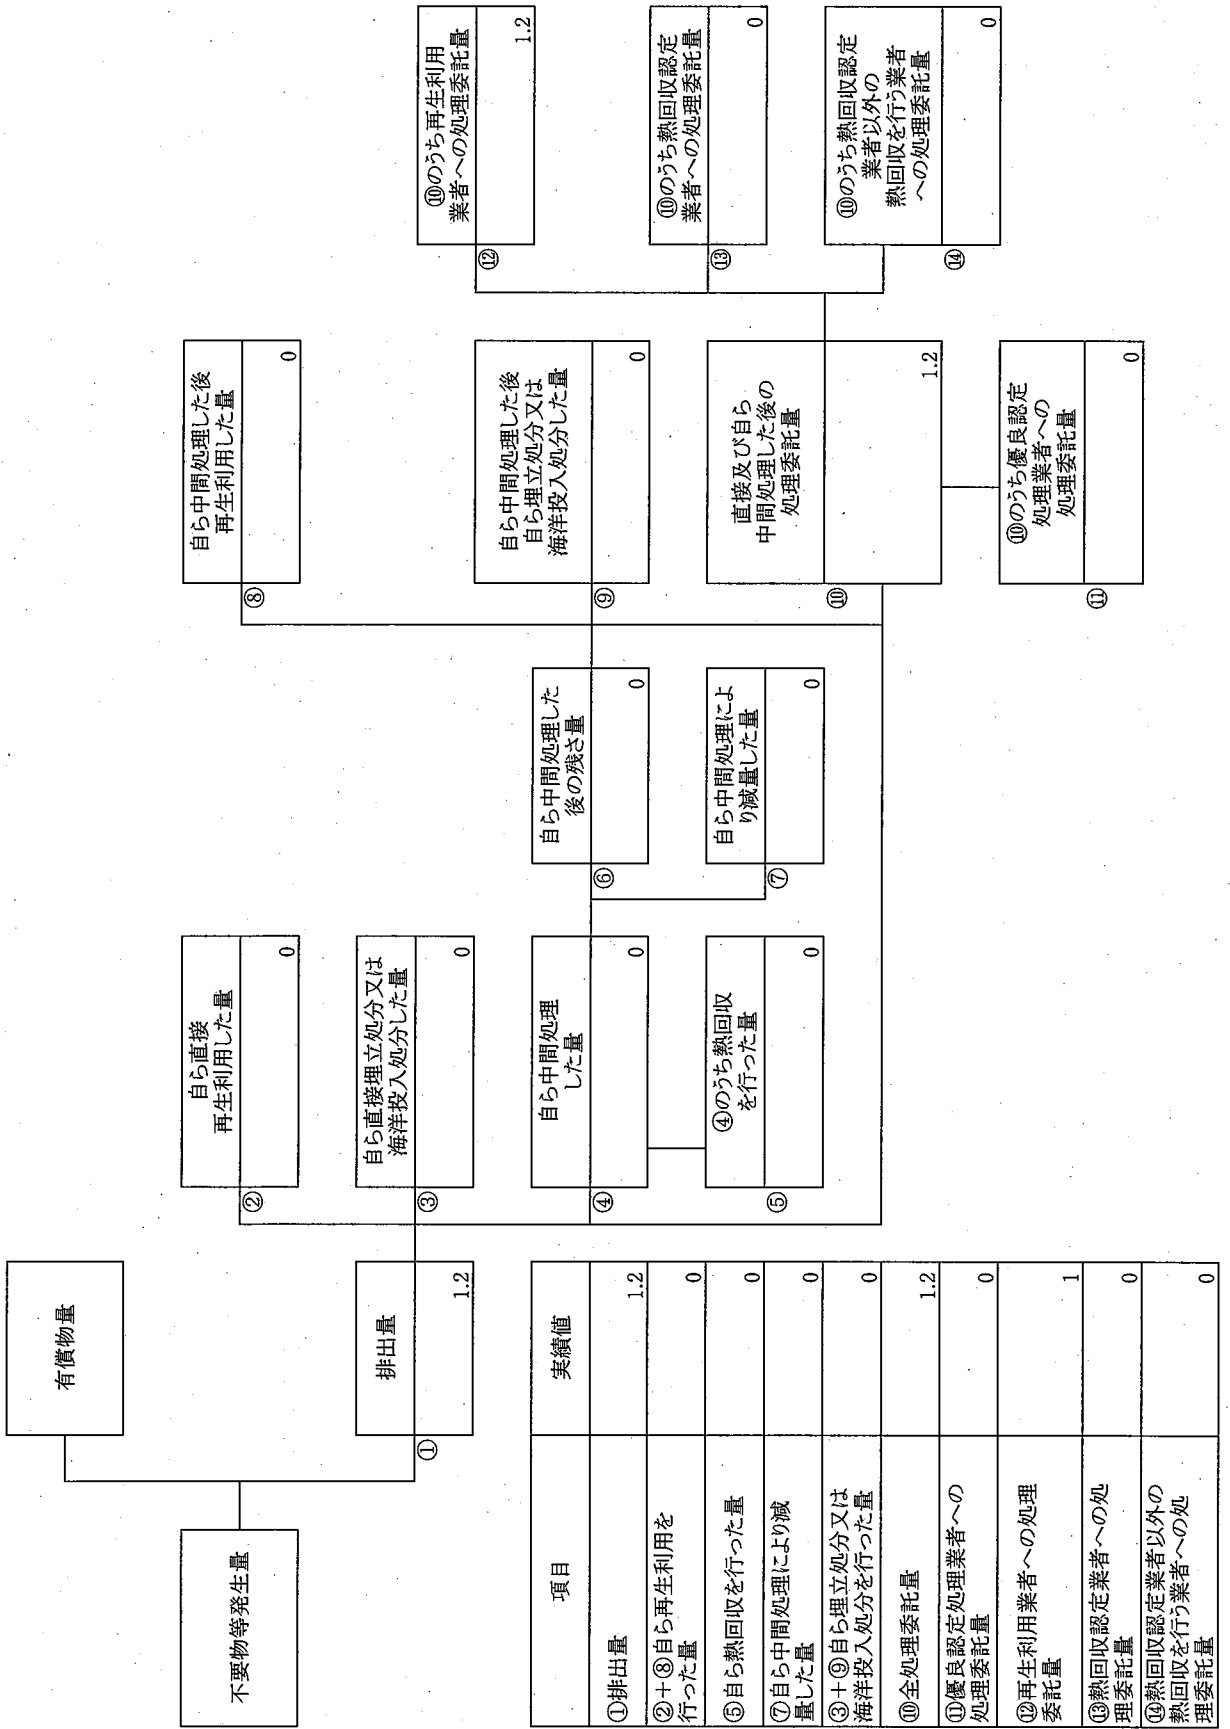 不要物等発生量
有償物量
①
排出量
1.2
②
自ら直接
再生利用した量
0
③
自ら直接埋立処分又は
海洋投入処分した量
0
④
自ら中間処理
した量
0
⑤
④のうち熱回収
を行った量
0
⑥
自ら中間処理した
後の残さ量
0
⑦
自ら中間処理によ
り減量した量
0
⑧
自ら中間処理した後
再生利用した量
0
⑨
自ら中間処理した後
自ら埋立処分又は
海洋投入処分した量
0
⑩
直接及び自ら
中間処理した後の
処理委託量
1.2
⑪
⑩のうち優良認定
処理業者への
処理委託量
0
⑫
⑩のうち再生利用
業者への処理委託量
1.2
⑬
⑩のうち熱回収認定
業者への処理委託量
0
⑭
⑩のうち熱回収認定
業者以外の
熱回収を行う業者
への処理委託量
0
項目 実績値
①排出量 1.2
②+⑧自ら再生利用を
行った量 0
⑤自ら熱回収を行った量 0
⑦自ら中間処理により減
量した量 0
③+⑨自ら埋立処分又は
海洋投入処分を行った量 0
⑩全処理委託量 1.2
⑪優良認定処理業者への
処理委託量 0
⑫再生利用業者への処理
委託量 1
⑬熱回収認定業者への処
理委託量 0
⑭熱回収認定業者以外の
熱回収を行う業者への処
理委託量 0